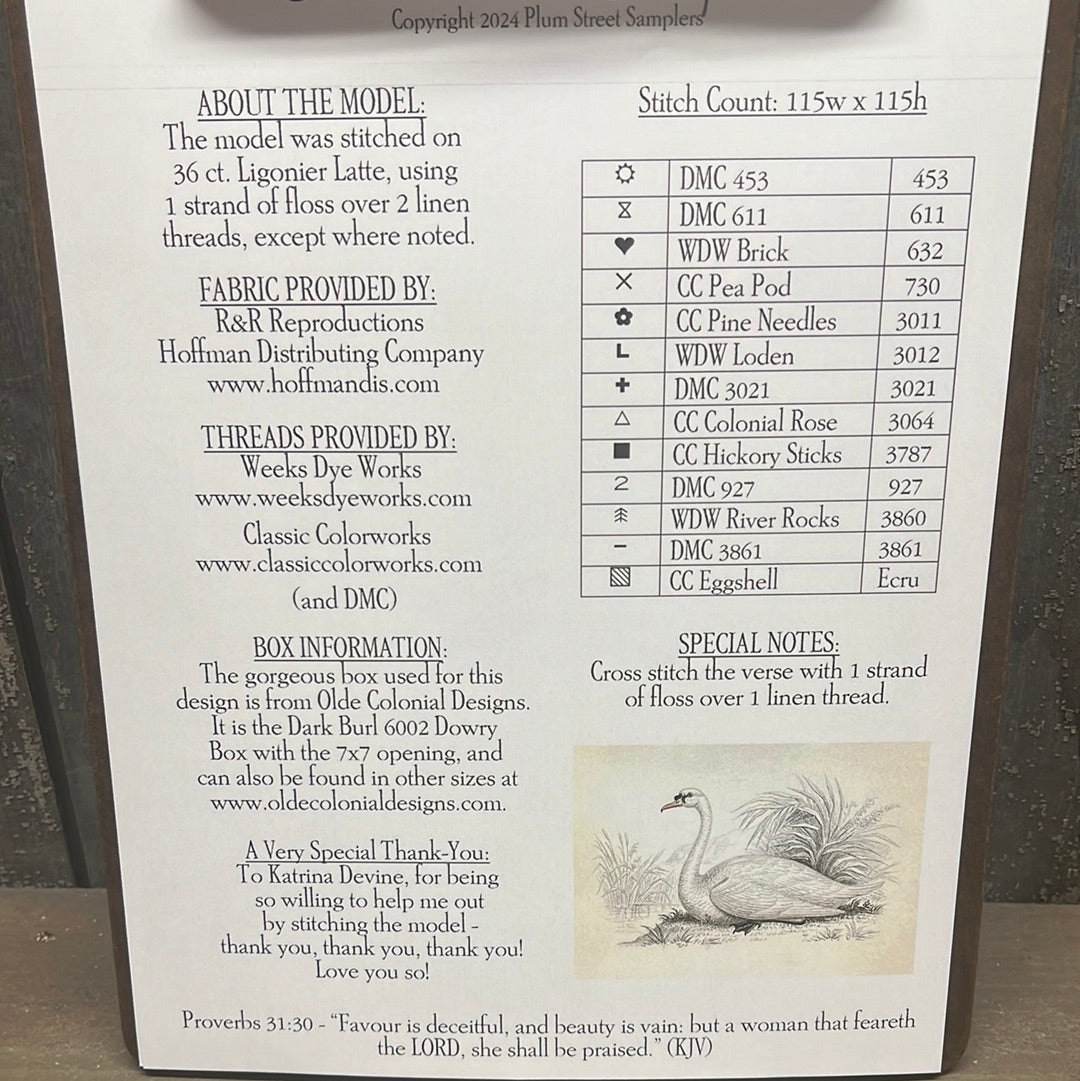 Copyright 2024 Plum Street Samplers
ABOUT THE MODEL:
The model was stitched on
36 ct. Ligonier Latte, using
1 strand of floss over 2 linen
threads, except where noted.
FABRIC PROVIDED BY:
R&R Reproductions
Hoffman Distributing Company
www.hoffmandis.com
THREADS PROVIDED BY:
Weeks Dye Works
www.weeksdyeworks.com
Classic Colorworks
www.classiccolorworks.com
(and DMC)
BOX INFORMATION:
The gorgeous box used for this
design is from Olde Colonial Designs.
It is the Dark Burl 6002 Dowry
Box with the 7x7 opening, and
can also be found in other sizes at
www.oldecolonialdesigns.com.
A Very Special Thank-You:
To Katrina Devine, for being
so willing to help me out
by stitching the model -
thank you, thank you, thank you!
Love you so!
Stitch Count: 115w x 115h
DMC 453 453
DMC 611 611
WDW Brick 632
CC Pea Pod 730
CC Pine Needles 3011
L WDW Loden 3012
DMC 3021 3021
CC Colonial Rose 3064
CC Hickory Sticks 3787
2 DMC 927 927
WDW River Rocks 3860
– DMC 3861 3861
CC Eggshell Ecru
SPECIAL NOTES:
Cross stitch the verse with 1 strand
of floss over 1 linen thread.
Proverbs 31:30 - “Favour is deceitful, and beauty is vain: but a woman that feareth
the LORD, she shall be praised.” (KJV)